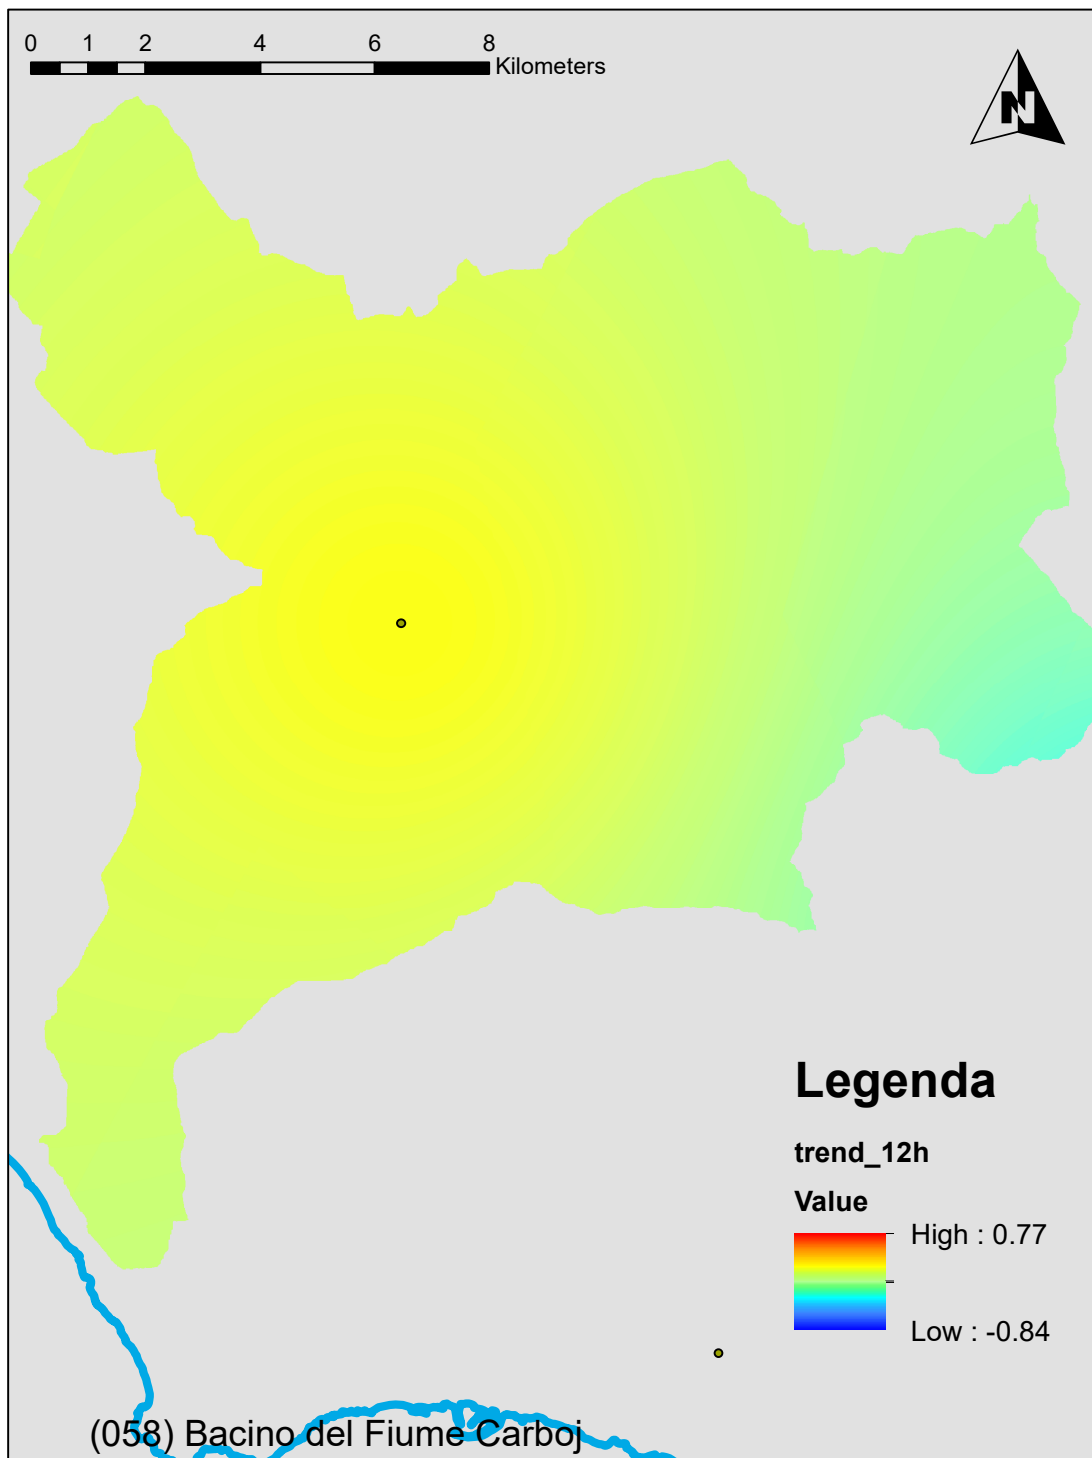 0 1 2 4 6 8
Kilometers
N
Legenda
trend_12h
Value
High : 0.77
Low : -0.84
(058) Bacino del Fiume Carboj